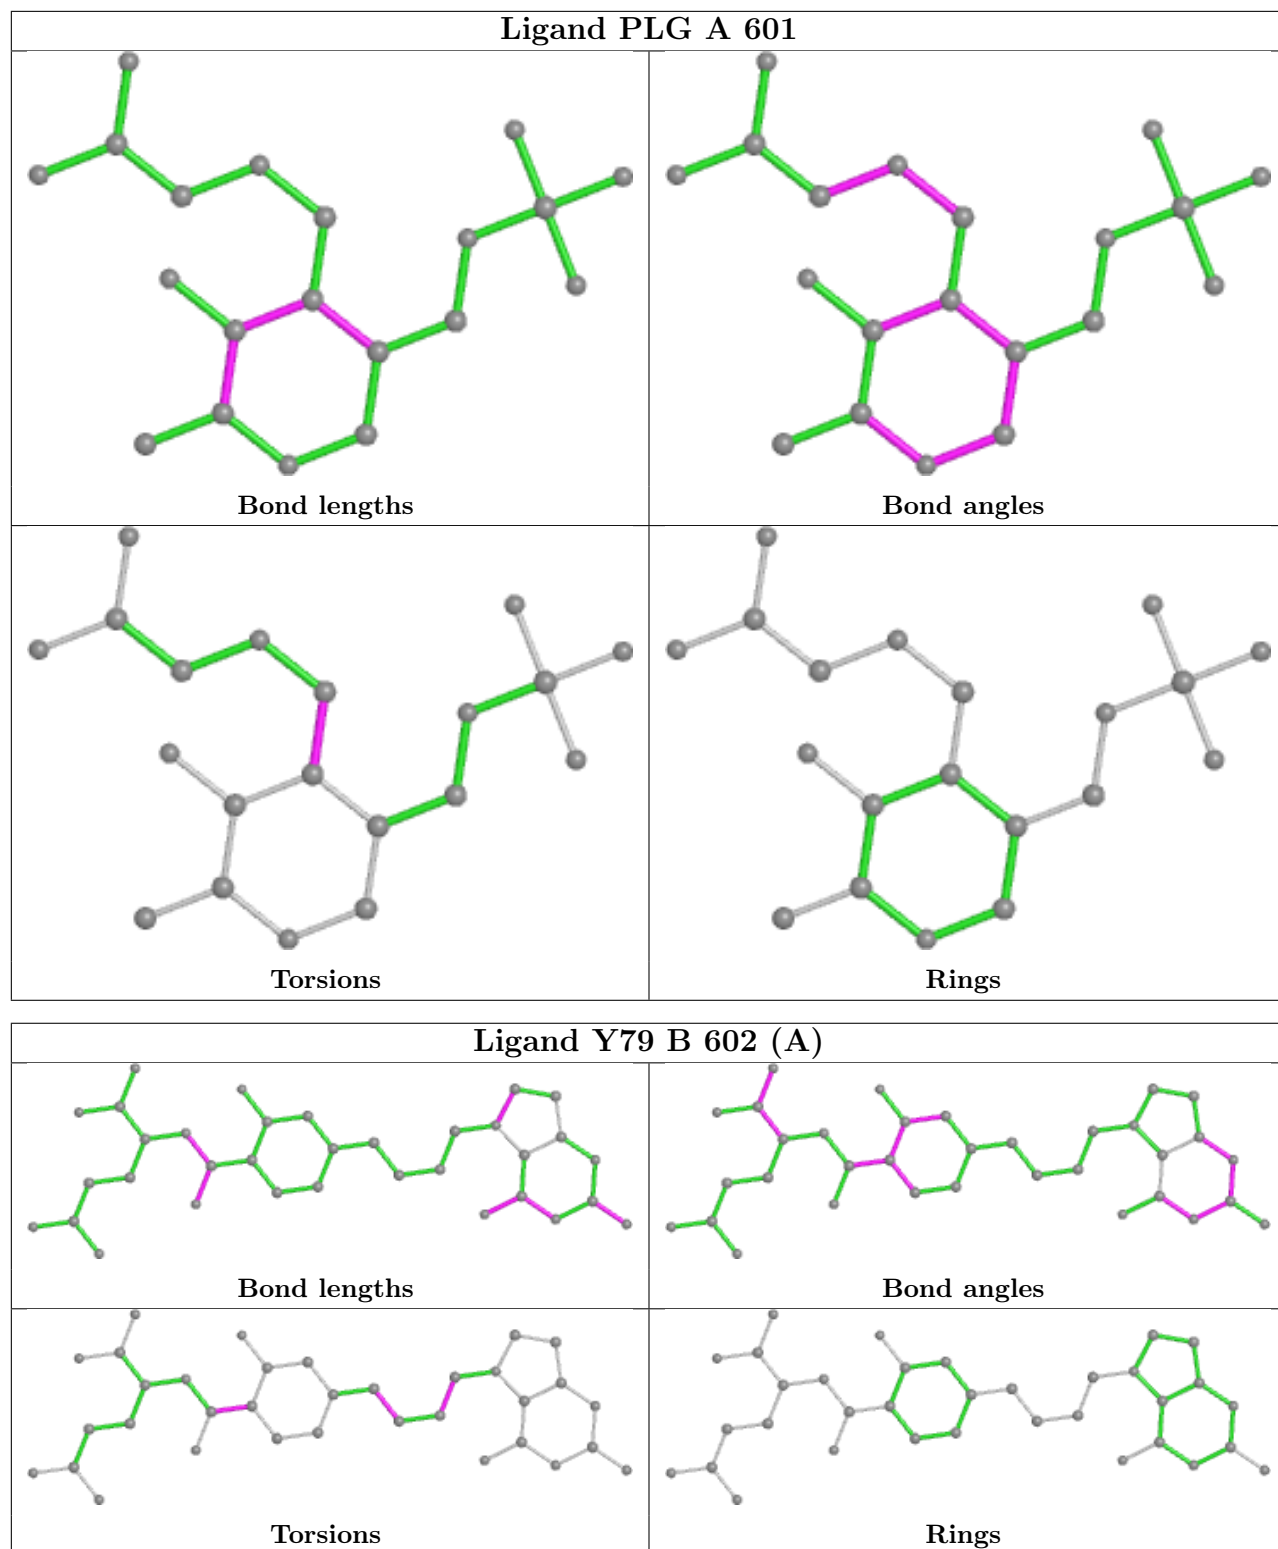 Ligand PLG A 601
Bond lengths
Bond angles
Torsions
Rings
Ligand Y79 B 602 (A)
Bond lengths
Bond angles
Torsions
Rings